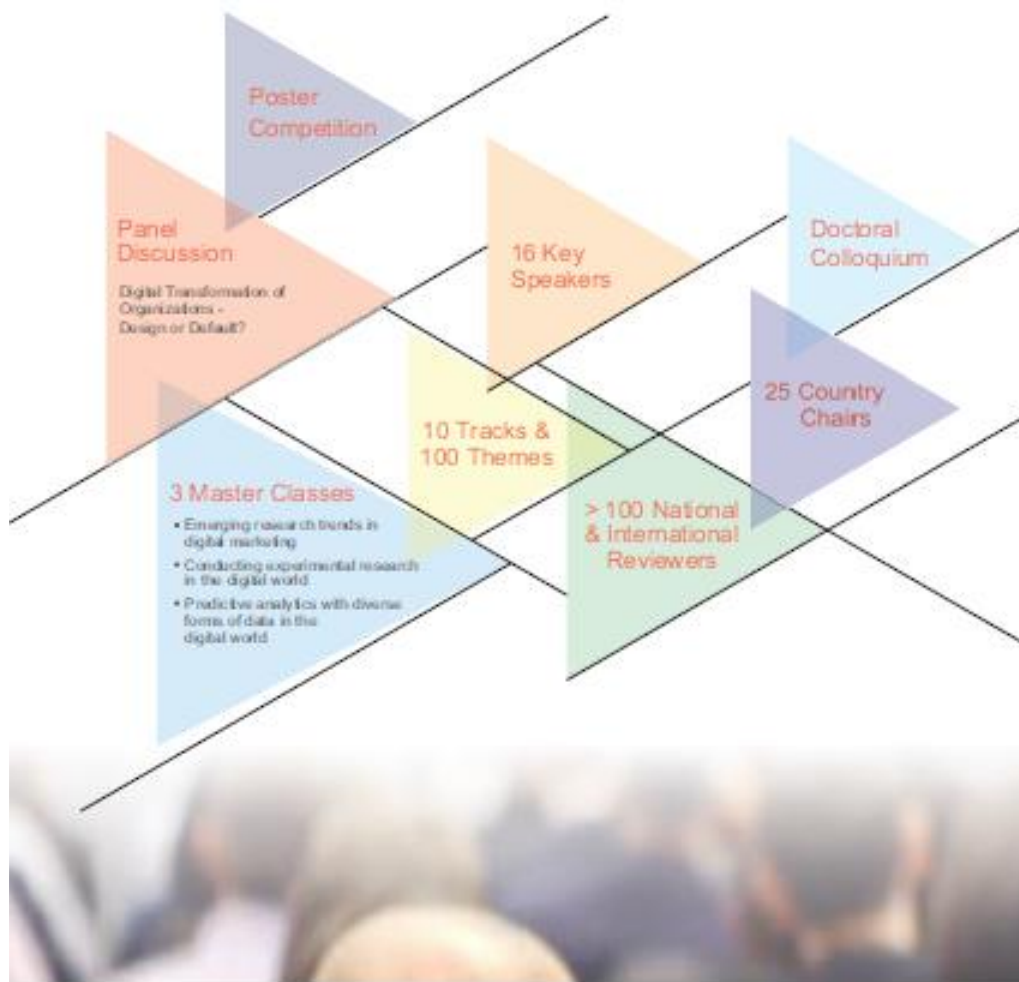 Poster
Competition
Panel
Discussion
Digital Transformation of
Organizations -
Design or Default?
16 Key
Speakers
Doctoral
Colloquium
25 Country
Chairs
10 Tracks &
100 Themes
3 Master Classes
• Emerging research trends in
digital marketing
• Conducting experimental research
in the digital world
• Predictive analytics with diverse
forms of data in the
digital world
> 100 National
& International
Reviewers